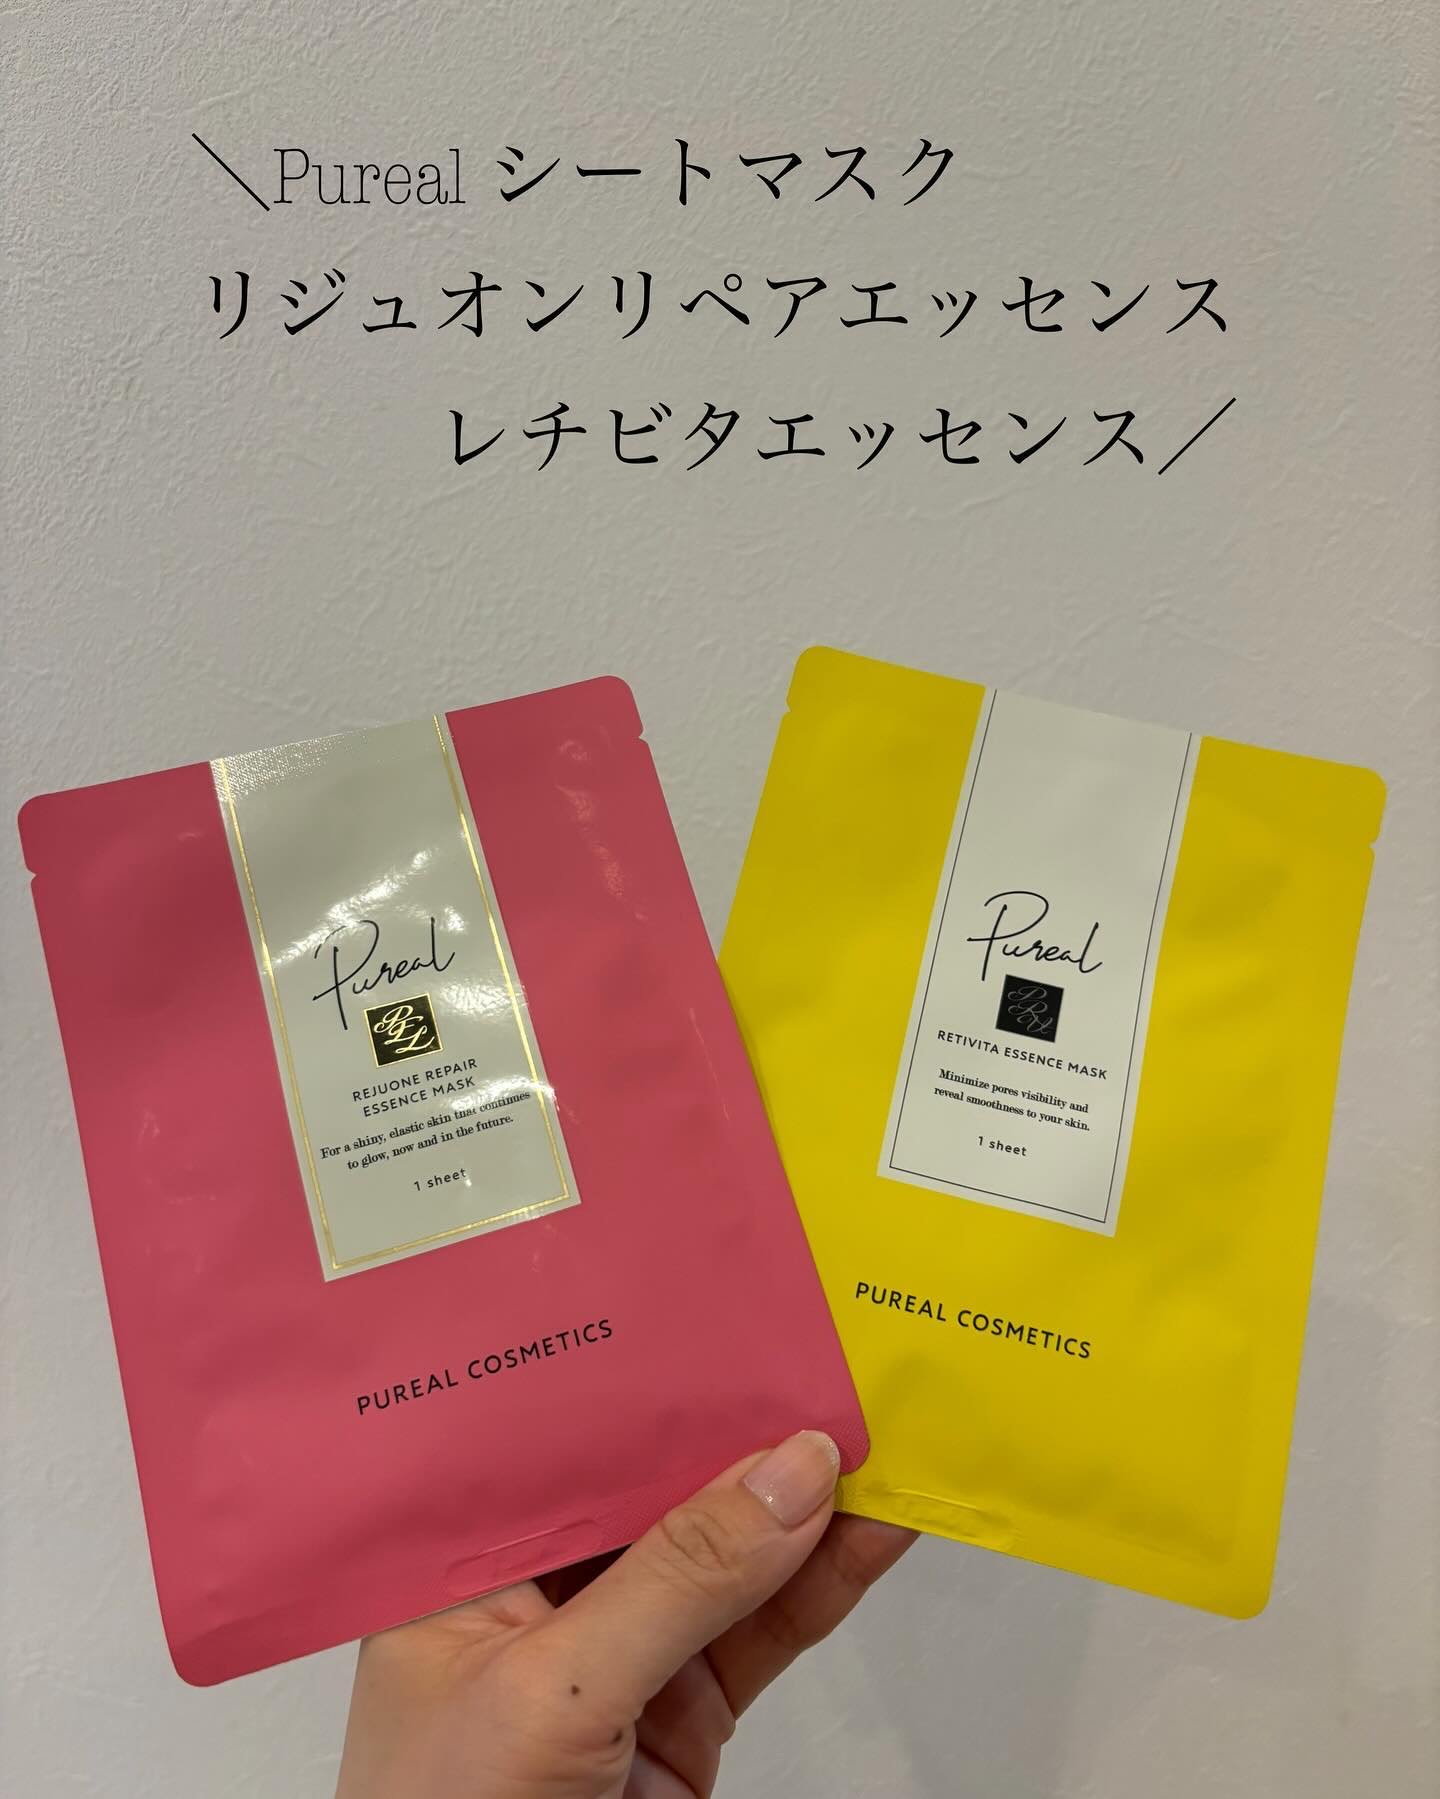 ＼Pureal シートマスク
リジュオンリペアエッセンス
レチビタエッセンス／
Pureal
PEL
REJUONE REPAIR
ESSENCE MASK
For a shiny, elastic skin that continues
to glow, now and in the future.
1 sheet
PUREAL COSMETICS
Pureal
PRV
RETIVITA ESSENCE MASK
Minimize pores visibility and
reveal smoothness to your skin.
1 sheet
PUREAL COSMETICS